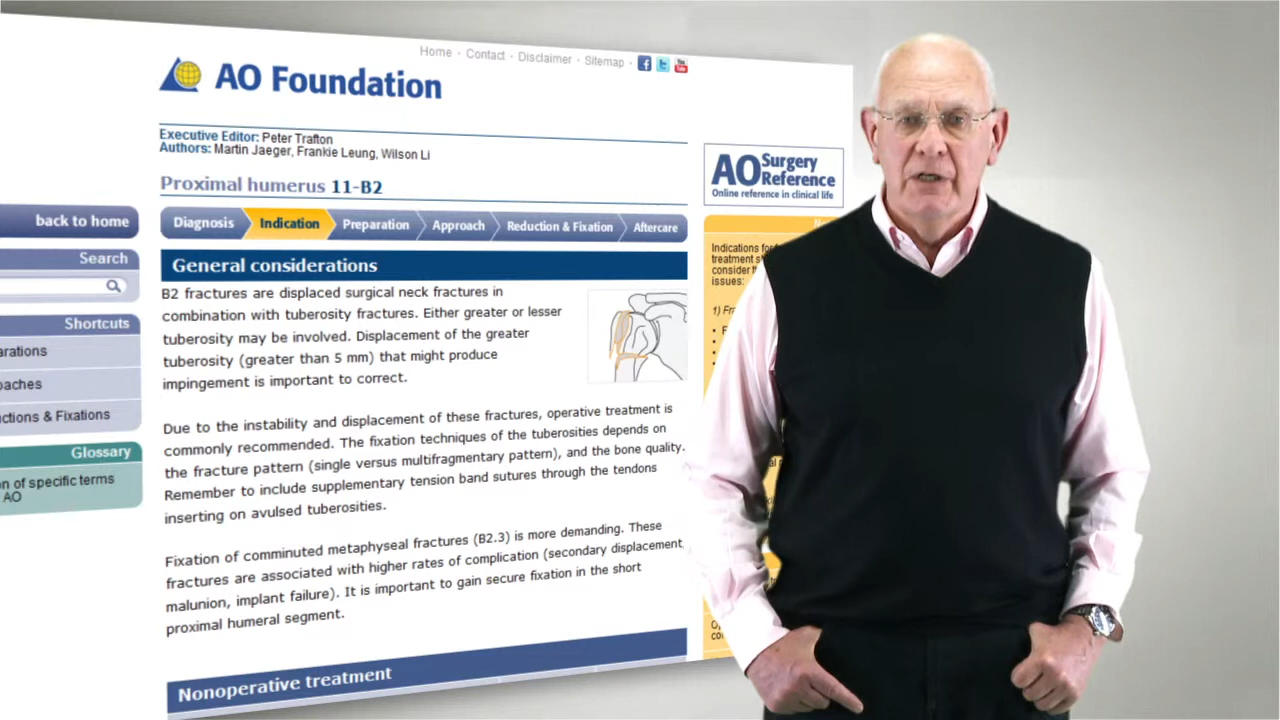 Home · Contact · Disclaimer · Sitemap ·
AO Foundation
Executive Editor: Peter Trafton
Authors: Martin Jaeger, Frankie Leung, Wilson Li
Proximal humerus 11-B2
AO Surgery Reference
Online reference in clinical life
back to home
Search
Shortcuts
Glossary
of specific terms
AO
Diagnosis
Indication
Preparation
Approach
Reduction & Fixation
Aftercare
General considerations
B2 fractures are displaced surgical neck fractures in
combination with tuberosity fractures. Either greater or lesser
tuberosity may be involved. Displacement of the greater
tuberosity (greater than 5 mm) that might produce
impingement is important to correct.
Due to the instability and displacement of these fractures, operative treatment is
commonly recommended. The fixation techniques of the tuberosities depends on
the fracture pattern (single versus multifragmentary pattern), and the bone quality.
Remember to include supplementary tension band sutures through the tendons
inserting on avulsed tuberosities.
Fixation of comminuted metaphyseal fractures (B2.3) is more demanding. These
fractures are associated with higher rates of complication (secondary displacement,
malunion, implant failure). It is important to gain secure fixation in the short
proximal humeral segment.
Nonoperative treatment
Indications
treatment
consider
issues:
1)